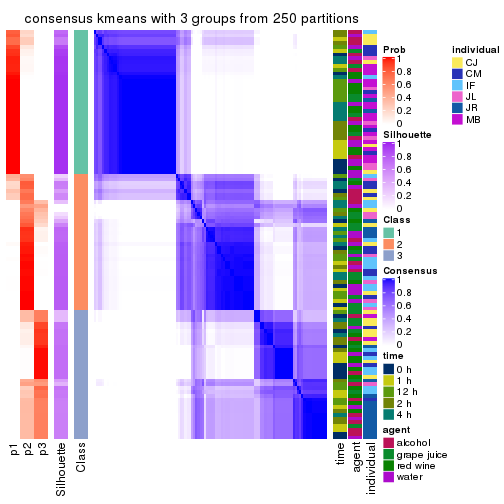 consensus kmeans with 3 groups from 250 partitions
Prob
1
0.8
0.6
0.4
0.2
0
Silhouette
1
0.8
0.6
0.4
0.2
0
Class
1
2
3
Consensus
1
0.8
0.6
0.4
0.2
0
time
0 h
1 h
12 h
2 h
4 h
agent
alcohol
grape juice
red wine
water
individual
CJ
CM
IF
JL
JR
MB
p1
p2
p3
Silhouette
Class
time
agent
individual